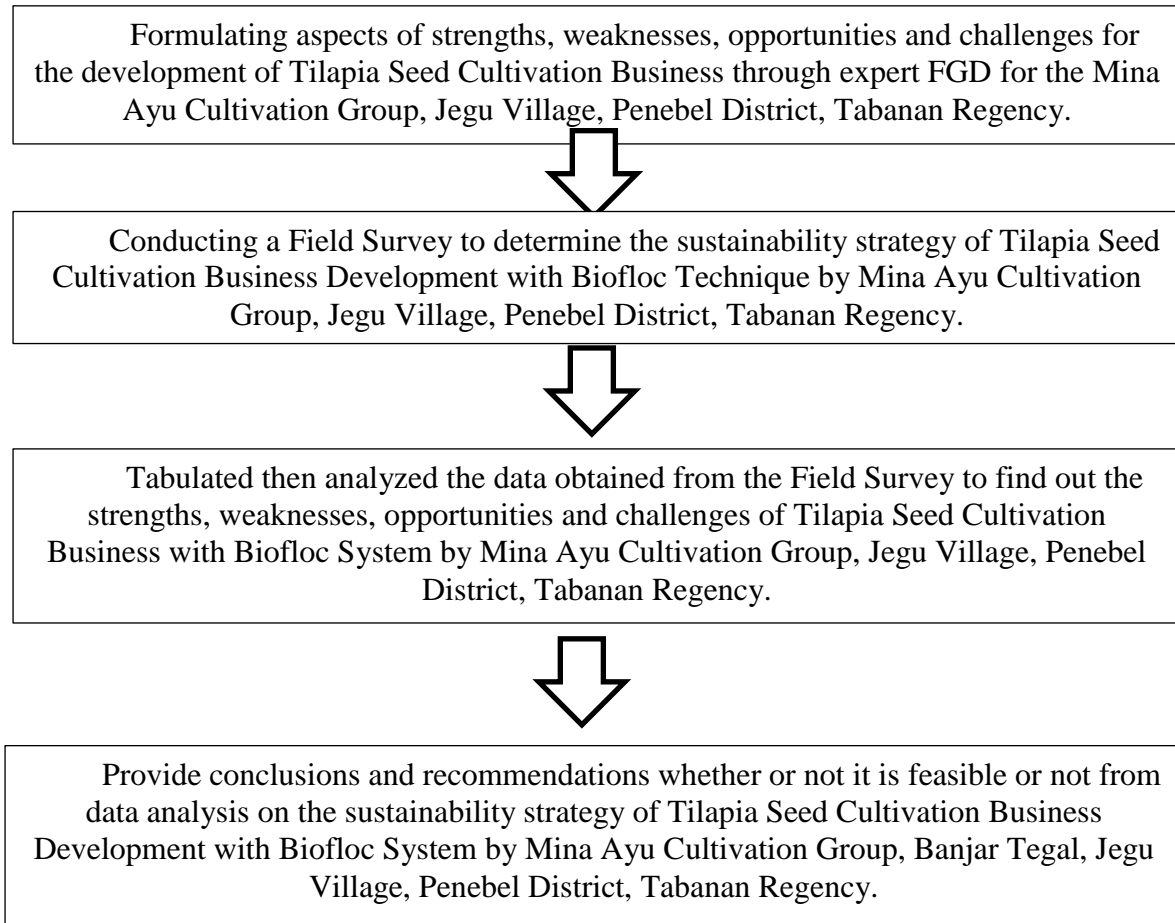 Formulating aspects of strengths, weaknesses, opportunities and challenges for
the development of Tilapia Seed Cultivation Business through expert FGD for the Mina
Ayu Cultivation Group, Jegu Village, Penebel District, Tabanan Regency.
Conducting a Field Survey to determine the sustainability strategy of Tilapia Seed
Cultivation Business Development with Biofloc Technique by Mina Ayu Cultivation
Group, Jegu Village, Penebel District, Tabanan Regency.
Tabulated then analyzed the data obtained from the Field Survey to find out the
strengths, weaknesses, opportunities and challenges of Tilapia Seed Cultivation
Business with Biofloc System by Mina Ayu Cultivation Group, Jegu Village, Penebel
District, Tabanan Regency.
Provide conclusions and recommendations whether or not it is feasible or not from
data analysis on the sustainability strategy of Tilapia Seed Cultivation Business
Development with Biofloc System by Mina Ayu Cultivation Group, Banjar Tegal, Jegu
Village, Penebel District, Tabanan Regency.